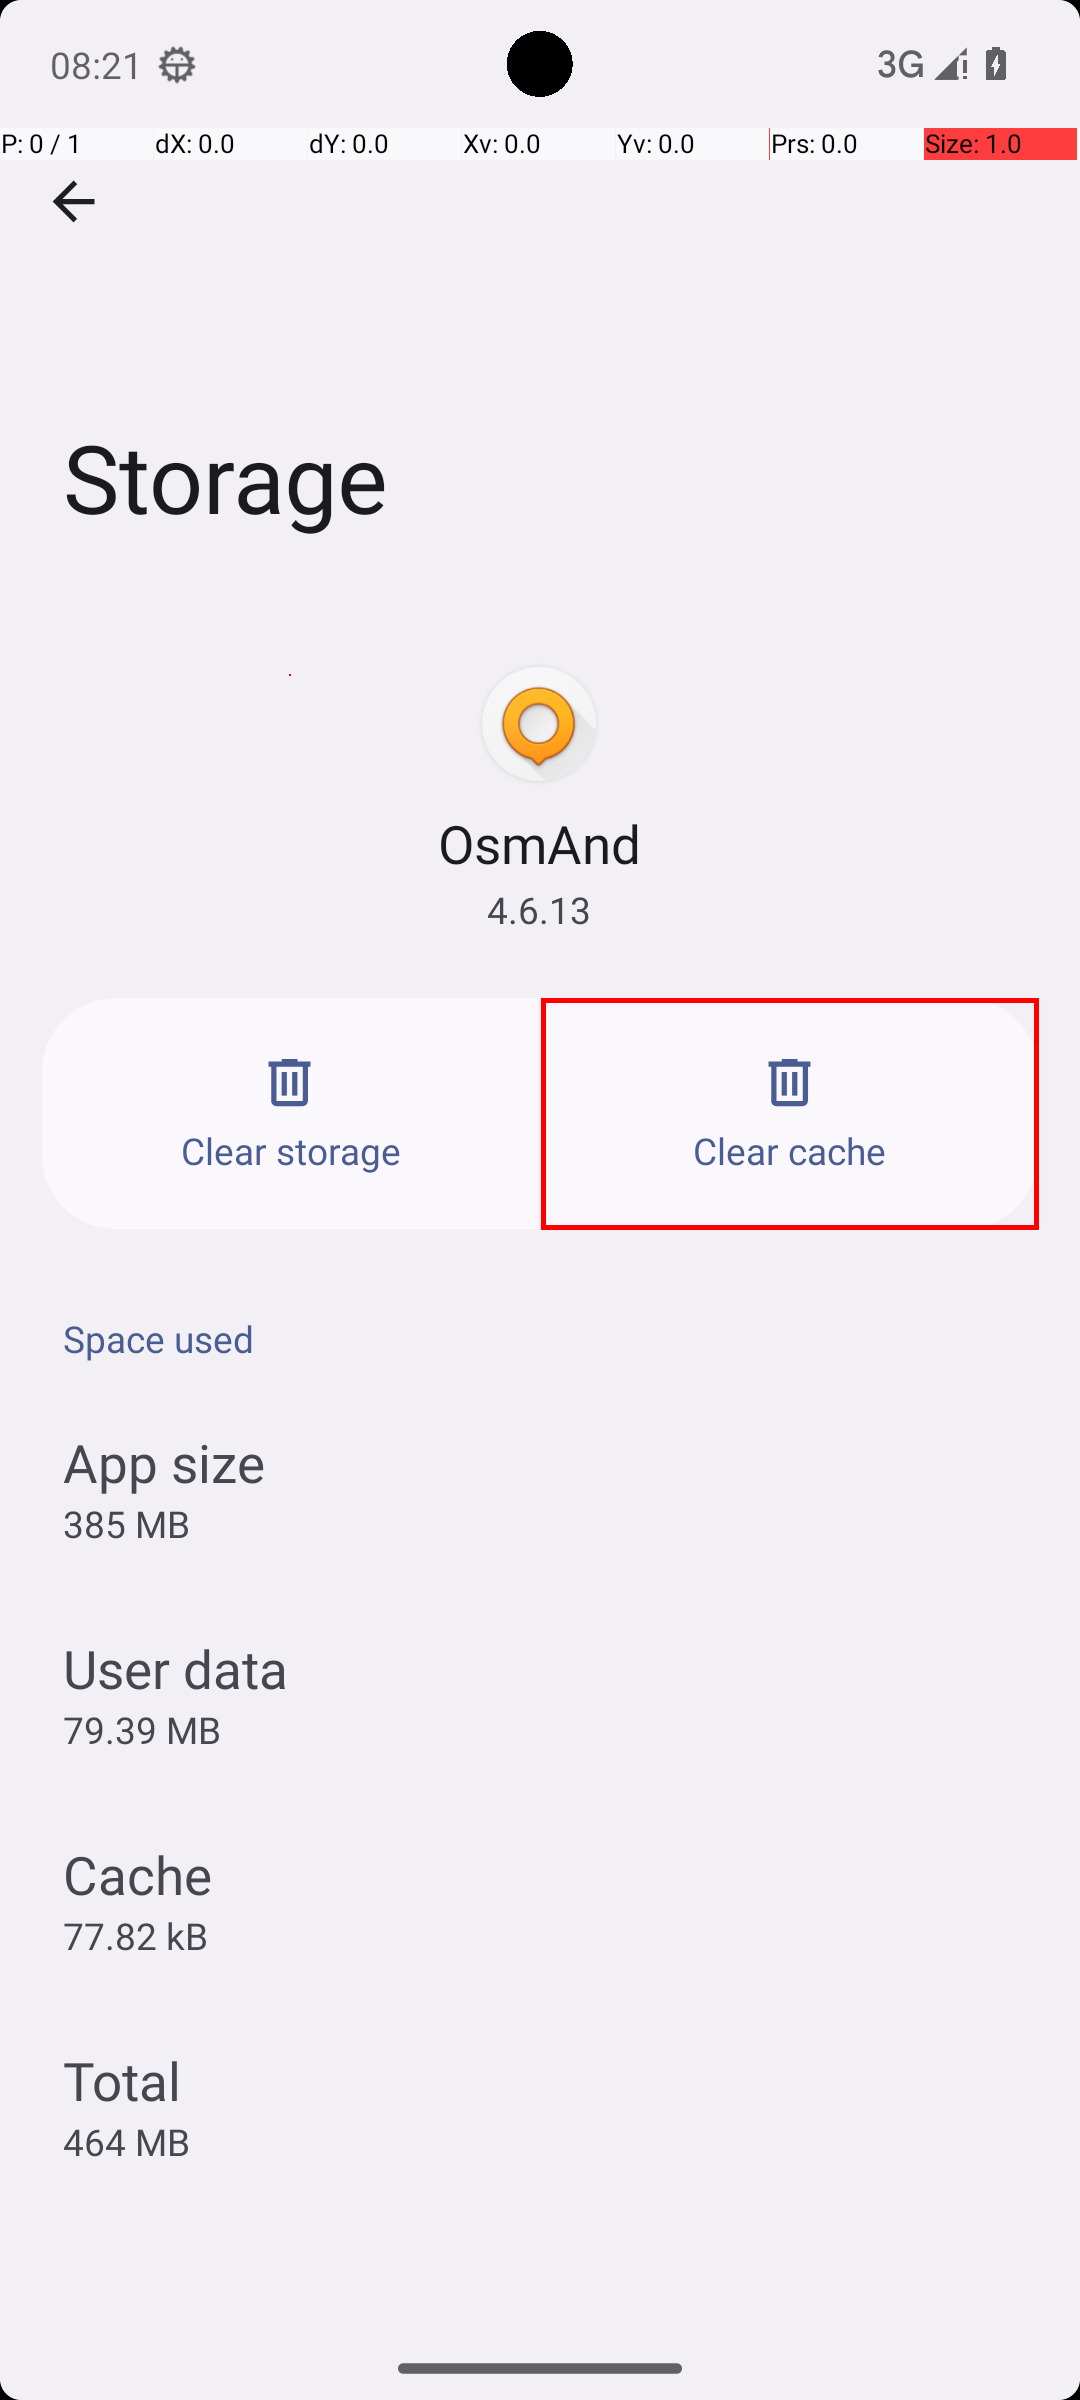 08:21
3G
P: 0 / 1 dX: 0.0 dY: 0.0 Xv: 0.0 Yv: 0.0 Prs: 0.0 Size: 1.0
Storage
OsmAnd
4.6.13
Clear storage Clear cache
Space used
App size
385 MB
User data
79.39 MB
Cache
77.82 kB
Total
464 MB